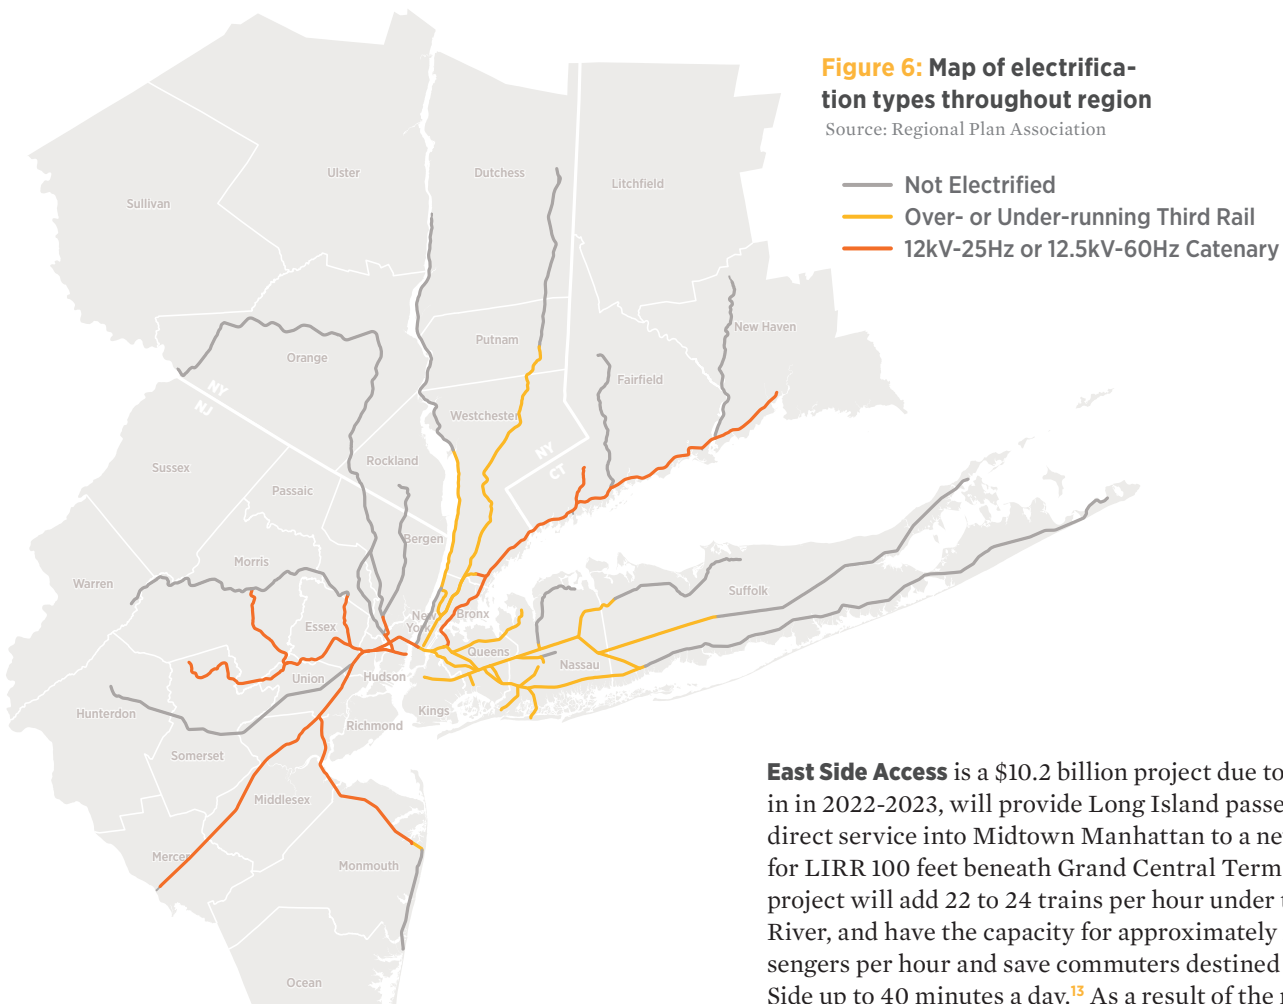 Figure 6: Map of electrifica-
tion types throughout region
Source: Regional Plan Association
Not Electrified
Over- or Under-running Third Rail
12kV-25Hz or 12.5kV-60Hz Catenary
Ulster
Dutchess
Litchfield
Sullivan
New Haven
Putnam
Orange
Fairfield
NY
NJ
Westchester
NY
CT
Rockland
Sussex
Passaic
Bergen
Morris
Warren
Suffolk
New
York
Bronx
Essex
Queens
Nassau
Union
Hudson
Hunterdon
Kings
Richmond
Somerset
Middlesex
Mercer
Monmouth
Ocean
East Side Access is a $10.2 billion project due to
in in 2022-2023, will provide Long Island passe
direct service into Midtown Manhattan to a ne
for LIRR 100 feet beneath Grand Central Term
project will add 22 to 24 trains per hour under
River, and have the capacity for approximately
sengers per hour and save commuters destined
Side up to 40 minutes a day.13 As a result of the